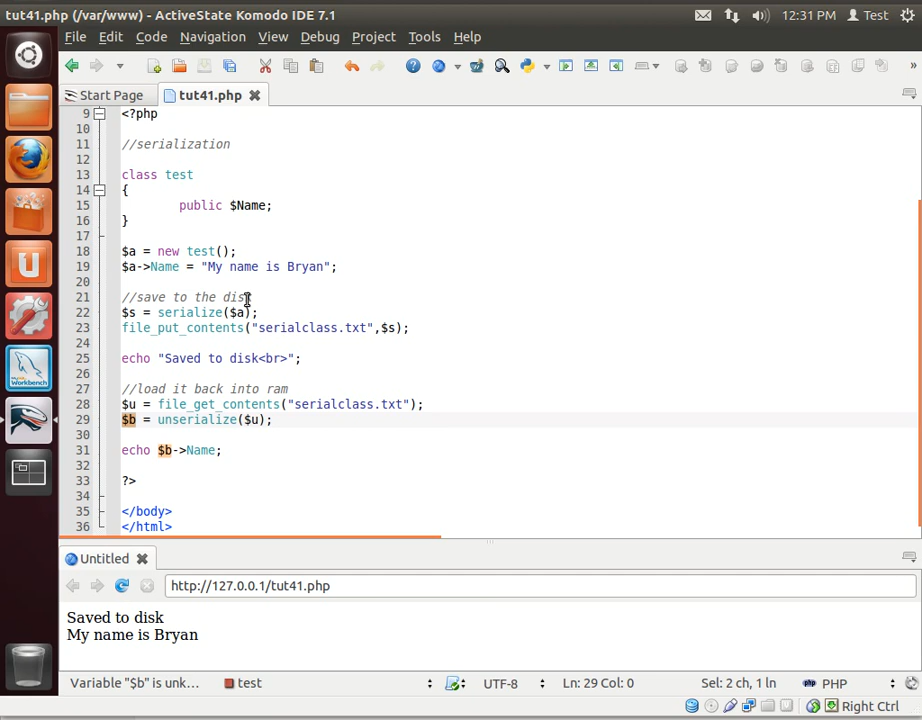 tut41.php (/var/www) - ActiveState Komodo IDE 7.1
12:31 PM Test
File Edit Code Navigation View Debug Project Tools Help
Start Page tut41.php
9 <?php
10
11 //serialization
12
13 class test
14 {
15 public $Name;
16 }
17
18 $a = new test();
19 $a->Name = "My name is Bryan";
20
21 //save to the disk
22 $s = serialize($a);
23 file_put_contents("serialclass.txt",$s);
24
25 echo "Saved to disk<br>";
26
27 //load it back into ram
28 $u = file_get_contents("serialclass.txt");
29 $b = unserialize($u);
30
31 echo $b->Name;
32
33 ?>
34
35 </body>
36 </html>
Untitled
http://127.0.0.1/tut41.php
Saved to disk
My name is Bryan
Variable "$b" is unk... test UTF-8 Ln: 29 Col: 0 Sel: 2 ch, 1 ln PHP
Right Ctrl